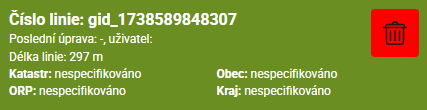 Číslo linie: gid_1738589848307
Poslední úprava: -, uživatel:
Délka linie: 297 m
Katastr: nespecifikováno Obec: nespecifikováno
ORP: nespecifikováno Kraj: nespecifikováno